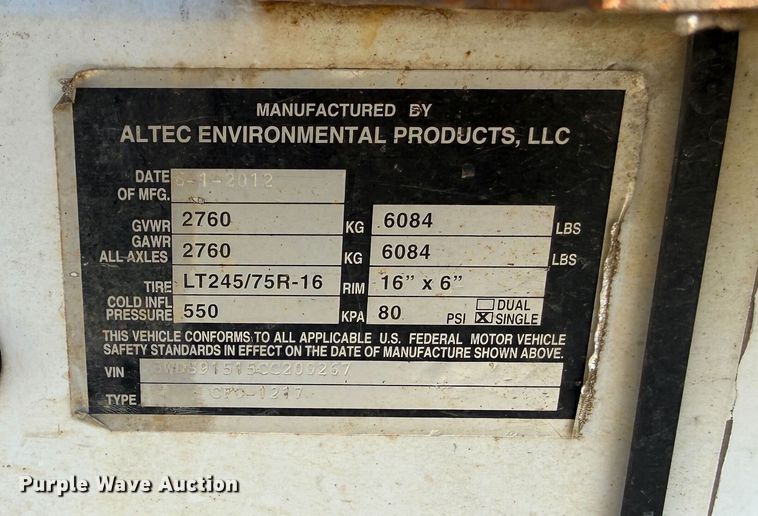 MANUFACTURED BY
ALTEC ENVIRONMENTAL PRODUCTS, LLC
DATE OF MFG. -1-2012
GVWR 2760 KG 6084 LBS
GAWR ALL AXLES 2760 KG 6084 LBS
TIRE LT245/75R-16 RIM 16" x 6"
COLD INFL PRESSURE 550 KPA 80 PSI DUAL SINGLE
THIS VEHICLE CONFORMS TO ALL APPLICABLE U.S. FEDERAL MOTOR VEHICLE
SAFETY STANDARDS IN EFFECT ON THE DATE OF MANUFACTURE SHOWN ABOVE.
VIN
TYPE
Purple Wave Auction